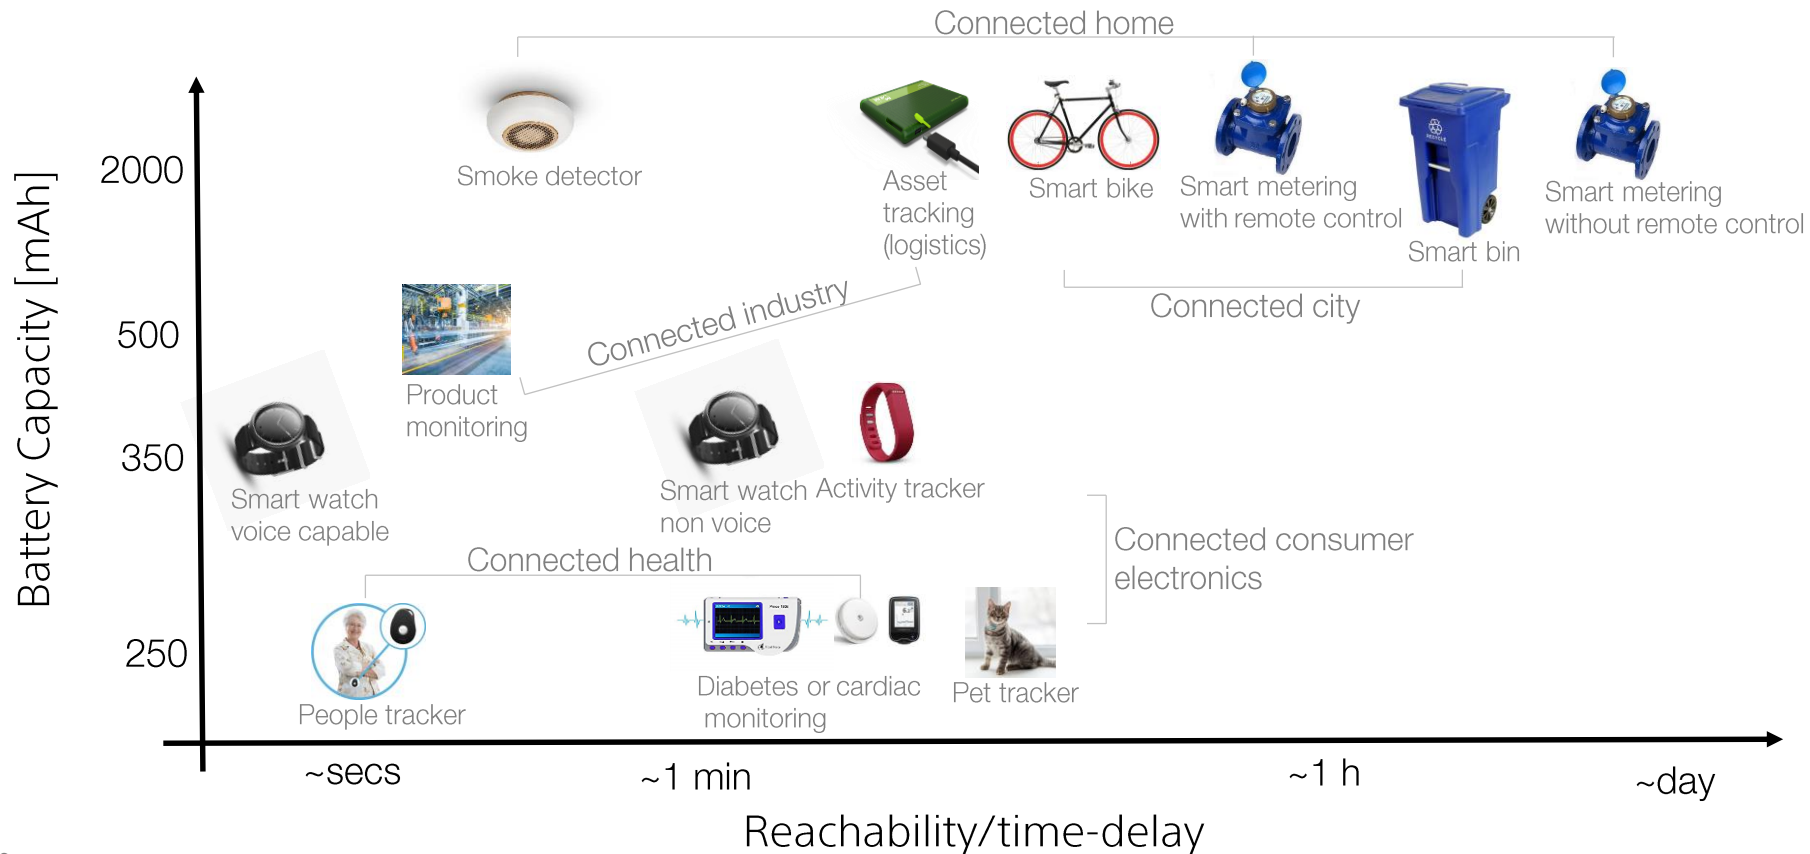 Connected home
Battery Capacity [mAh]
2000
500
350
250
Smoke detector
Asset
tracking
(logistics)
Smart bike
Smart metering
with remote control
RECYCLE
Smart bin
Smart metering
without remote control
Connected industry
Connected city
Product
monitoring
Smart watch
voice capable
Smart watch
non voice
Activity tracker
Connected consumer
electronics
Connected health
People tracker
Diabetes or cardiac
monitoring
Pet tracker
~secs
~1 min
~1 h
~day
Reachability/time-delay